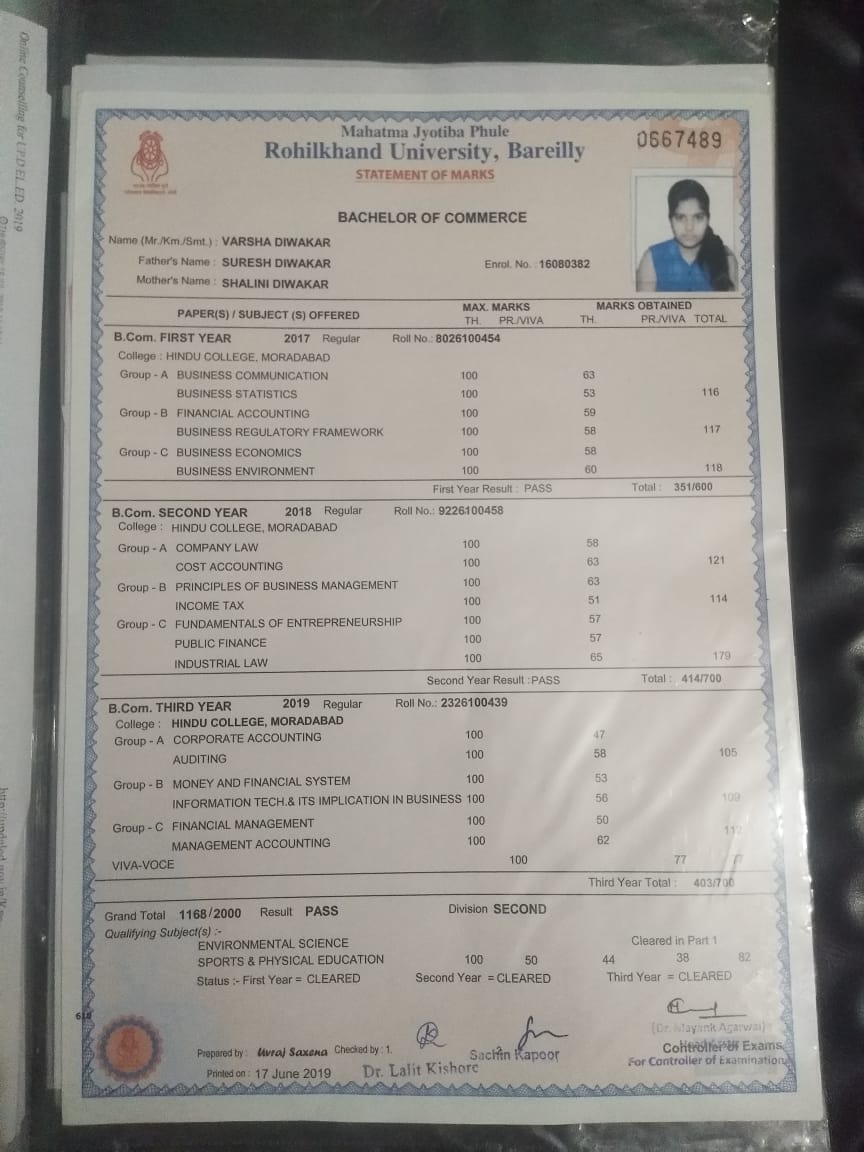 Online Counselling for U.P.D.EL.ED. 2019
Mahatma Jyotiba Phule
Rohilkhand University, Bareilly
0667489
STATEMENT OF MARKS
BACHELOR OF COMMERCE
Name (Mr./Km./Smt.) : VARSHA DIWAKAR
Father's Name : SURESH DIWAKAR Enrol. No. : 16080382
Mother's Name : SHALINI DIWAKAR
PAPER(S) / SUBJECT (S) OFFERED MAX. MARKS MARKS OBTAINED
TH. PR./VIVA TH. PR./VIVA TOTAL
B.Com. FIRST YEAR 2017 Regular Roll No.: 8026100454
College : HINDU COLLEGE, MORADABAD
Group - A BUSINESS COMMUNICATION 100 63
BUSINESS STATISTICS 100 53 116
Group - B FINANCIAL ACCOUNTING 100 59
BUSINESS REGULATORY FRAMEWORK 100 58 117
Group - C BUSINESS ECONOMICS 100 58
BUSINESS ENVIRONMENT 100 60 118
First Year Result : PASS Total : 351/600
B.Com. SECOND YEAR 2018 Regular Roll No.: 9226100458
College : HINDU COLLEGE, MORADABAD
Group - A COMPANY LAW 100 58
COST ACCOUNTING 100 63 121
Group - B PRINCIPLES OF BUSINESS MANAGEMENT 100 63
INCOME TAX 100 51 114
Group - C FUNDAMENTALS OF ENTREPRENEURSHIP 100 57
PUBLIC FINANCE 100 57
INDUSTRIAL LAW 100 65 179
Second Year Result :PASS Total : 414/700
B.Com. THIRD YEAR 2019 Regular Roll No.: 2326100439
College : HINDU COLLEGE, MORADABAD
Group - A CORPORATE ACCOUNTING 100 47
AUDITING 100 58 105
Group - B MONEY AND FINANCIAL SYSTEM 100 53
INFORMATION TECH.& ITS IMPLICATION IN BUSINESS 100 56 109
Group - C FINANCIAL MANAGEMENT 100 50
MANAGEMENT ACCOUNTING 100 62 112
VIVA-VOCE 100 77
Third Year Total : 403/700
Grand Total 1168/2000 Result PASS Division SECOND
Qualifying Subject(s) :-
ENVIRONMENTAL SCIENCE Cleared in Part 1
SPORTS & PHYSICAL EDUCATION 100 50 44 38 82
Status :- First Year = CLEARED Second Year = CLEARED Third Year = CLEARED
(Dr. Mayank Agarwal)
Prepared by : Uvraj Saxena Checked by : 1. Sachin Kapoor Controller of Exams.
Printed on : 17 June 2019 Dr. Lalit Kishore For Controller of Examination